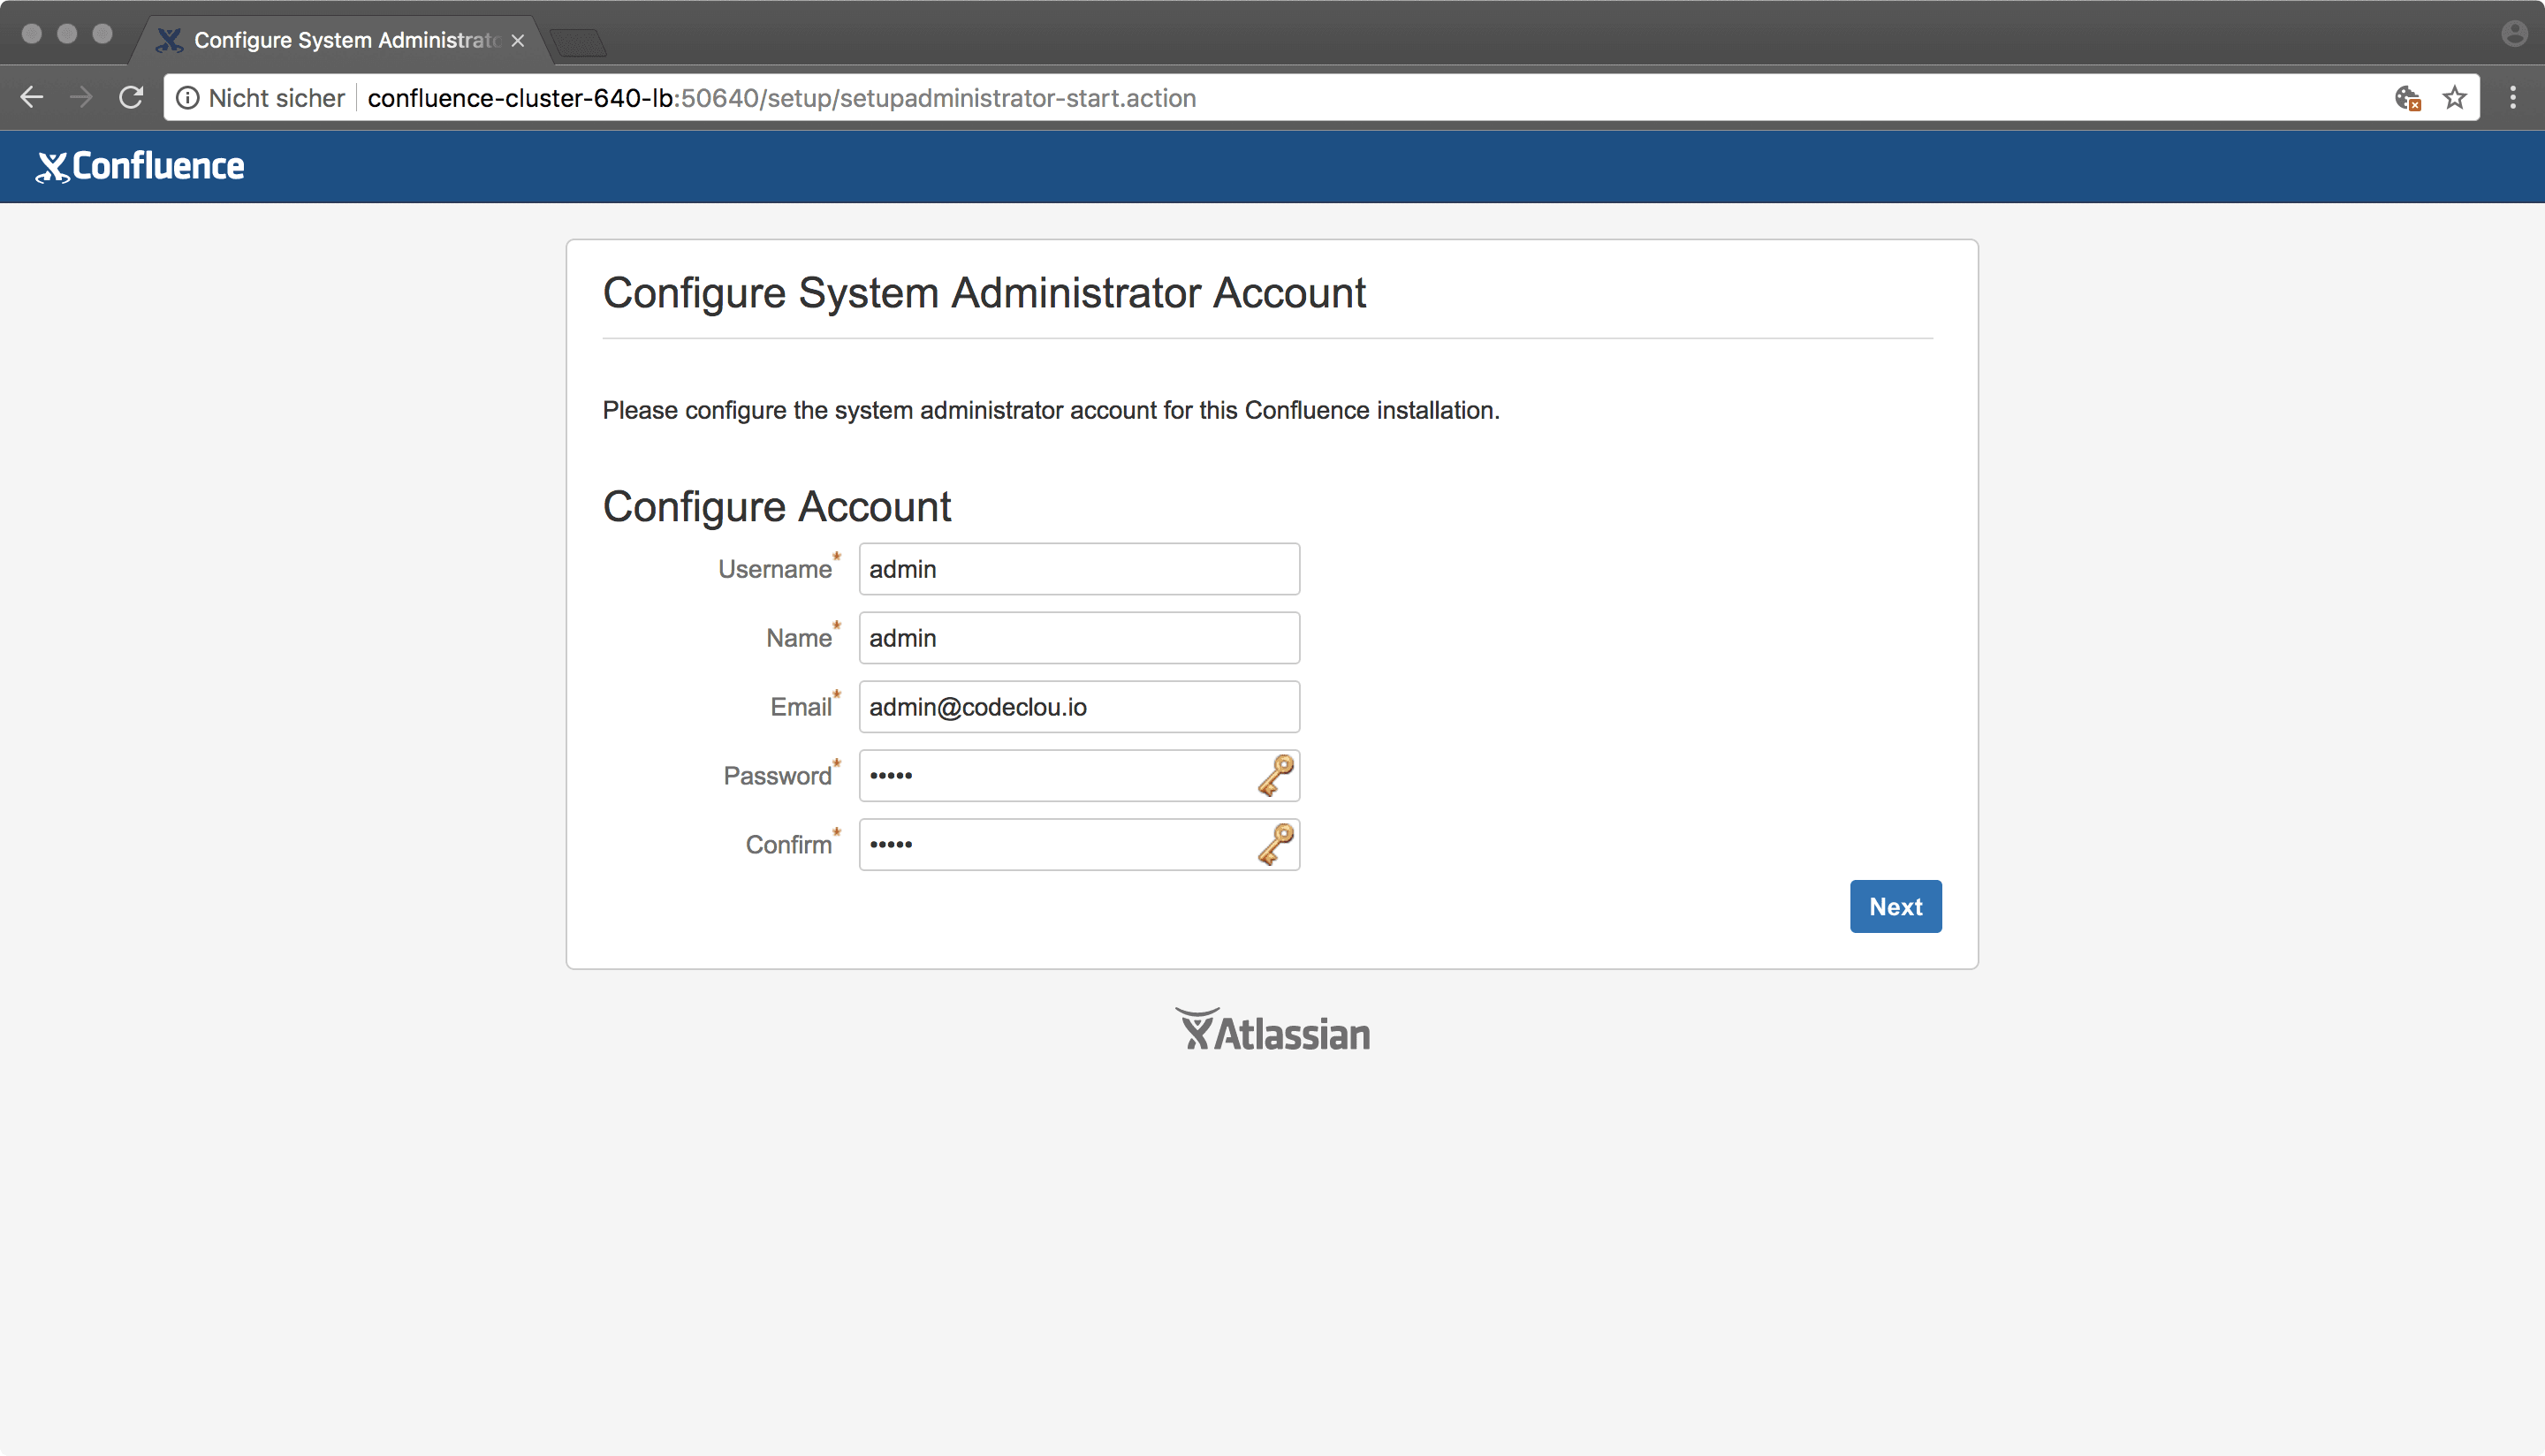 Configure System Administrato
Nicht sicher confluence-cluster-640-lb:50640/setup/setupadministrator-start.action
Confluence
Configure System Administrator Account
Please configure the system administrator account for this Confluence installation.
Configure Account
Username* admin
Name* admin
Email* admin@codeclou.io
Password* •••••
Confirm* •••••
Next
Atlassian